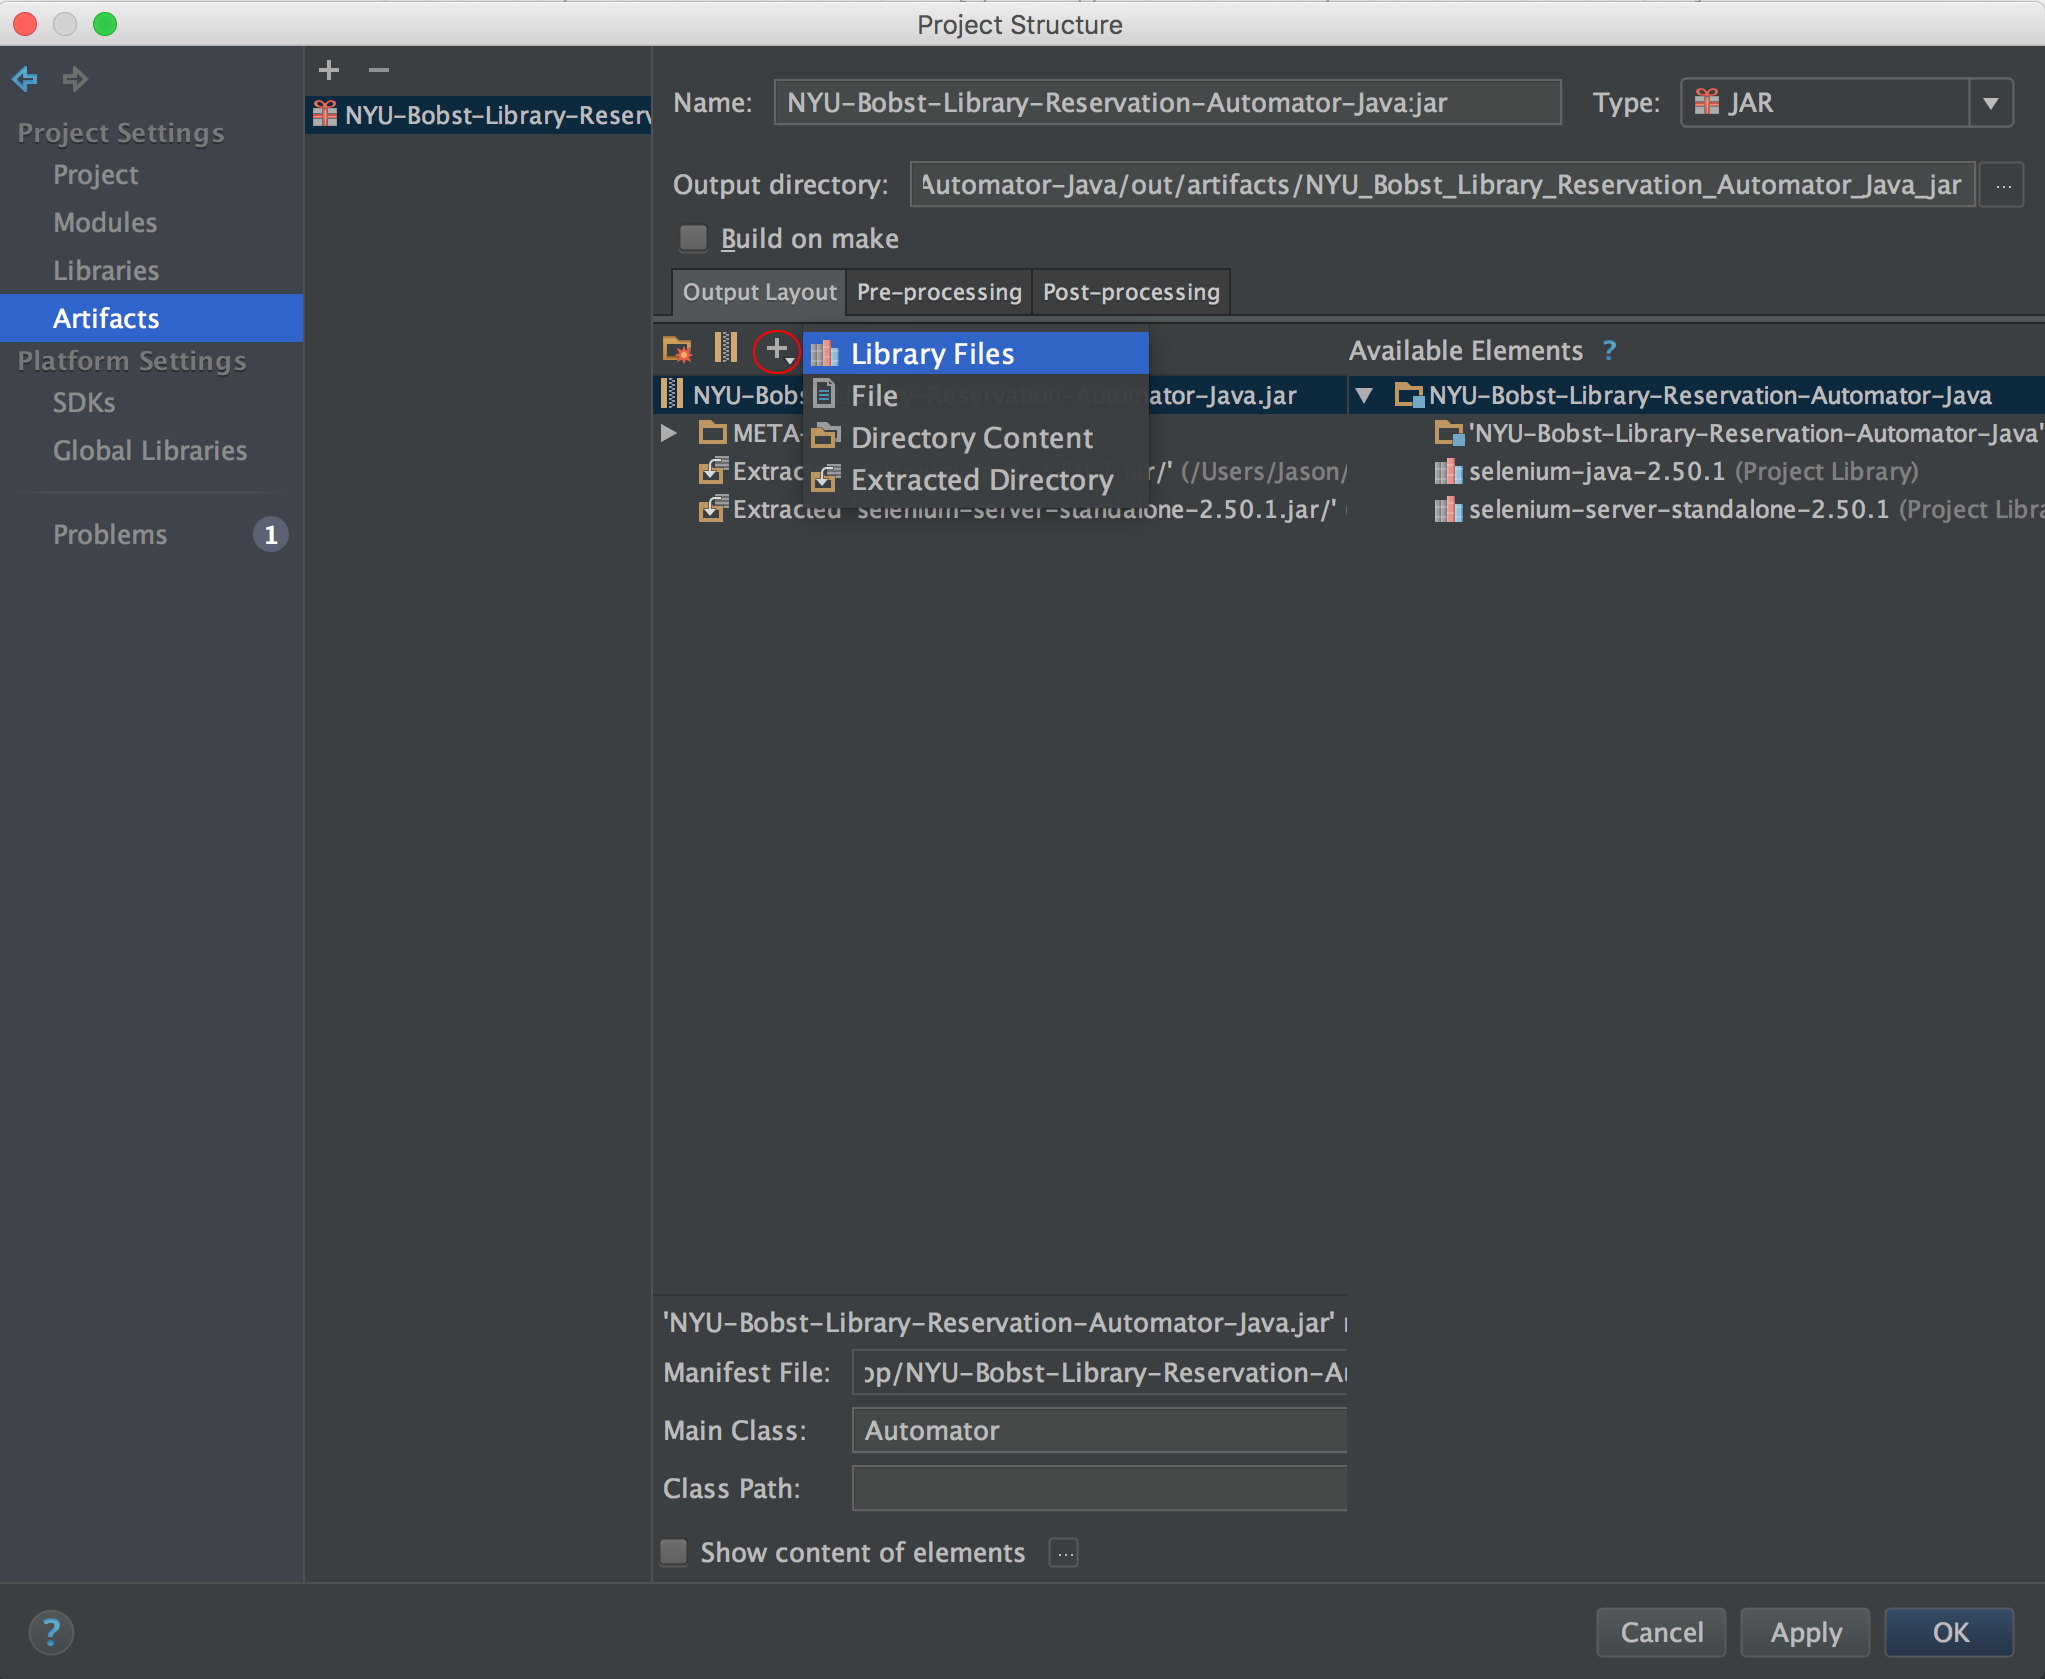 Project Structure
Project Settings
Project
Modules
Libraries
Artifacts
Platform Settings
SDKs
Global Libraries
Problems 1
NYU-Bobst-Library-Reserv
Name: NYU-Bobst-Library-Reservation-Automator-Java:jar Type: JAR
Output directory: Automator-Java/out/artifacts/NYU_Bobst_Library_Reservation_Automator_Java_jar ...
Build on make
Output Layout Pre-processing Post-processing
Library Files
File
Directory Content
Extracted Directory
NYU-Bobs ator-Java.jar
META-
Extrac jar/' (/Users/Jason/
Extracted 'selenium-server-standalone-2.50.1.jar/' (
Available Elements ?
NYU-Bobst-Library-Reservation-Automator-Java
'NYU-Bobst-Library-Reservation-Automator-Java'
selenium-java-2.50.1 (Project Library)
selenium-server-standalone-2.50.1 (Project Libra
'NYU-Bobst-Library-Reservation-Automator-Java.jar'
Manifest File: op/NYU-Bobst-Library-Reservation-Au
Main Class: Automator
Class Path:
Show content of elements ...
? Cancel Apply OK